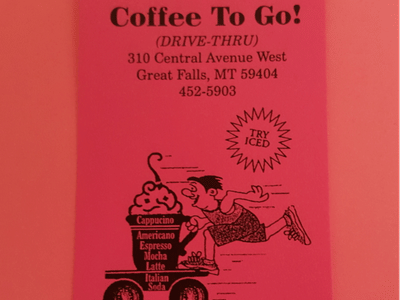 Coffee To Go!
(DRIVE-THRU)
310 Central Avenue West
Great Falls, MT 59404
452-5903
TRY
ICED
Cappucino
Americano
Espresso
Mocha
Latte
Italian
Soda